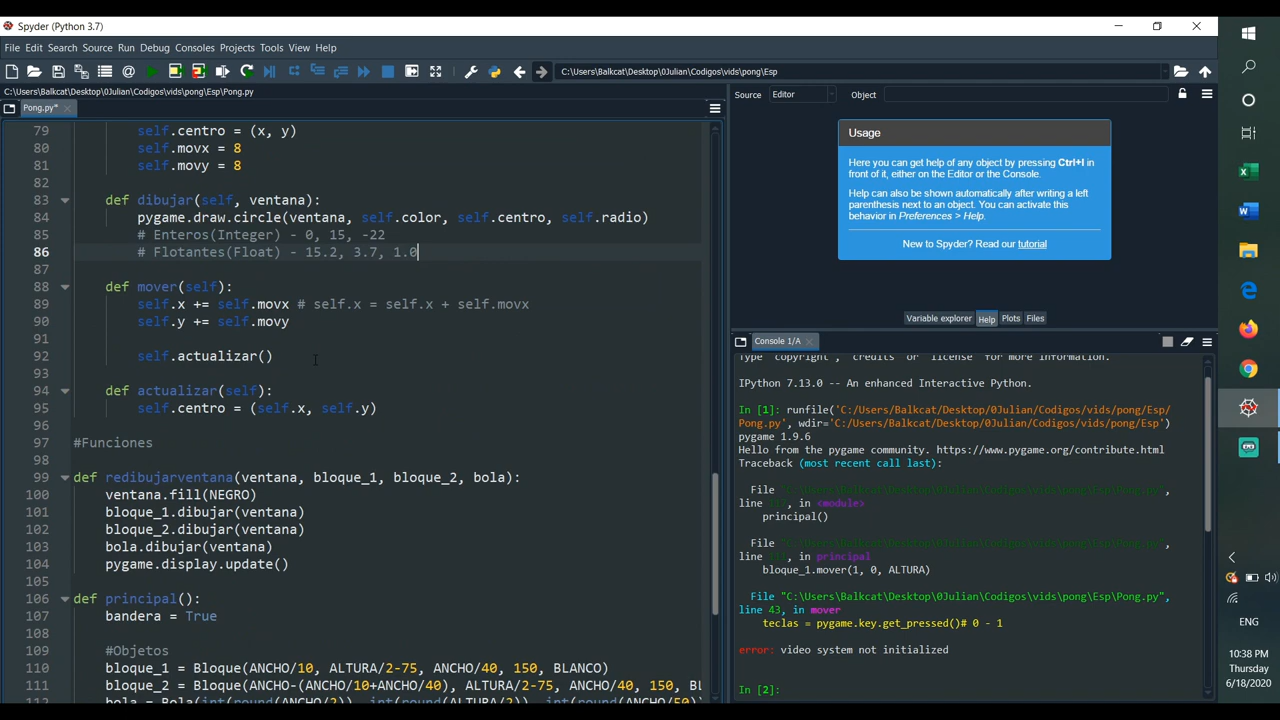 Spyder (Python 3.7)
File Edit Search Source Run Debug Consoles Projects Tools View Help
C:\Users\Balkcat\Desktop\0Julian\Codigos\vids\pong\Esp
C:\Users\Balkcat\Desktop\0Julian\Codigos\vids\pong\Esp\Pong.py
Pong.py*
79 self.centro = (x, y)
80 self.movx = 8
81 self.movy = 8
82
83 def dibujar(self, ventana):
84 pygame.draw.circle(ventana, self.color, self.centro, self.radio)
85 # Enteros(Integer) - 0, 15, -22
86 # Flotantes(Float) - 15.2, 3.7, 1.0
87
88 def mover(self):
89 self.x += self.movx # self.x = self.x + self.movx
90 self.y += self.movy
91
92 self.actualizar()
93
94 def actualizar(self):
95 self.centro = (self.x, self.y)
96
97 #Funciones
98
99 def redibujarventana(ventana, bloque_1, bloque_2, bola):
100 ventana.fill(NEGRO)
101 bloque_1.dibujar(ventana)
102 bloque_2.dibujar(ventana)
103 bola.dibujar(ventana)
104 pygame.display.update()
105
106 def principal():
107 bandera = True
108
109 #Objetos
110 bloque_1 = Bloque(ANCHO/10, ALTURA/2-75, ANCHO/40, 150, BLANCO)
111 bloque_2 = Bloque(ANCHO-(ANCHO/10+ANCHO/40), ALTURA/2-75, ANCHO/40, 150, BL
112 bola = Bola(int(round(ANCHO/2)), int(round(ALTURA/2)), int(round(ANCHO/50)
Source Editor Object
Usage
Here you can get help of any object by pressing Ctrl+I
in front of it, either on the Editor or the Console.
Help can also be shown automatically after writing a left
parenthesis next to an object. You can activate this
behavior in Preferences > Help.
New to Spyder? Read our tutorial
Variable explorer Help Plots Files
Console 1/A
Type "copyright", "credits" or "license" for more information.
IPython 7.13.0 -- An enhanced Interactive Python.
In [1]: runfile('C:/Users/Balkcat/Desktop/0Julian/Codigos/vids/pong/Esp/
Pong.py', wdir='C:/Users/Balkcat/Desktop/0Julian/Codigos/vids/pong/Esp')
pygame 1.9.6
Hello from the pygame community. https://www.pygame.org/contribute.html
Traceback (most recent call last):
File "C:\Users\Balkcat\Desktop\0Julian\Codigos\vids\pong\Esp\Pong.py",
line in <module>
principal()
File "C:\Users\Balkcat\Desktop\0Julian\Codigos\vids\pong\Esp\Pong.py",
line in principal
bloque_1.mover(1, 0, ALTURA)
File "C:\Users\Balkcat\Desktop\0Julian\Codigos\vids\pong\Esp\Pong.py",
line 43, in mover
teclas = pygame.key.get_pressed()# 0 - 1
error: video system not initialized
In [2]:
ENG
10:38 PM
Thursday
6/18/2020